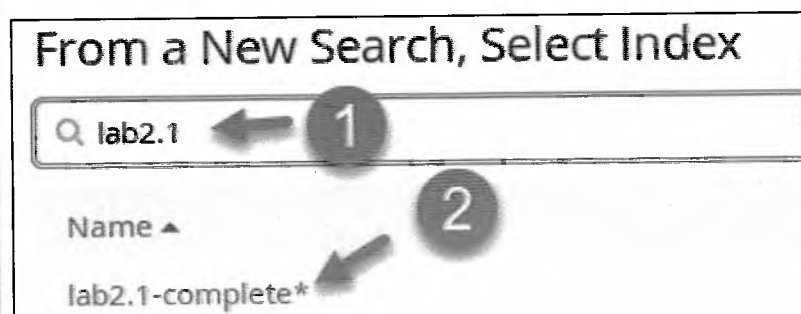 From a New Search, Select Index
lab2.1
1
2
Name
lab2.1-complete*